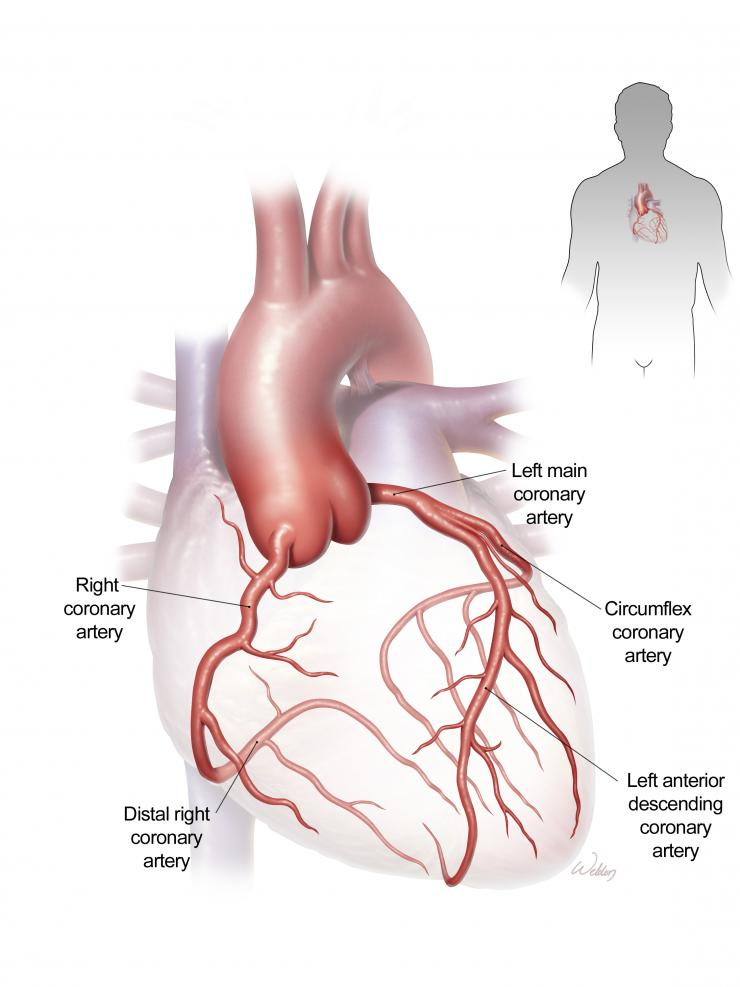 Left main
coronary
artery
Right
coronary
artery
Circumflex
coronary
artery
Left anterior
descending
coronary
artery
Distal right
coronary
artery